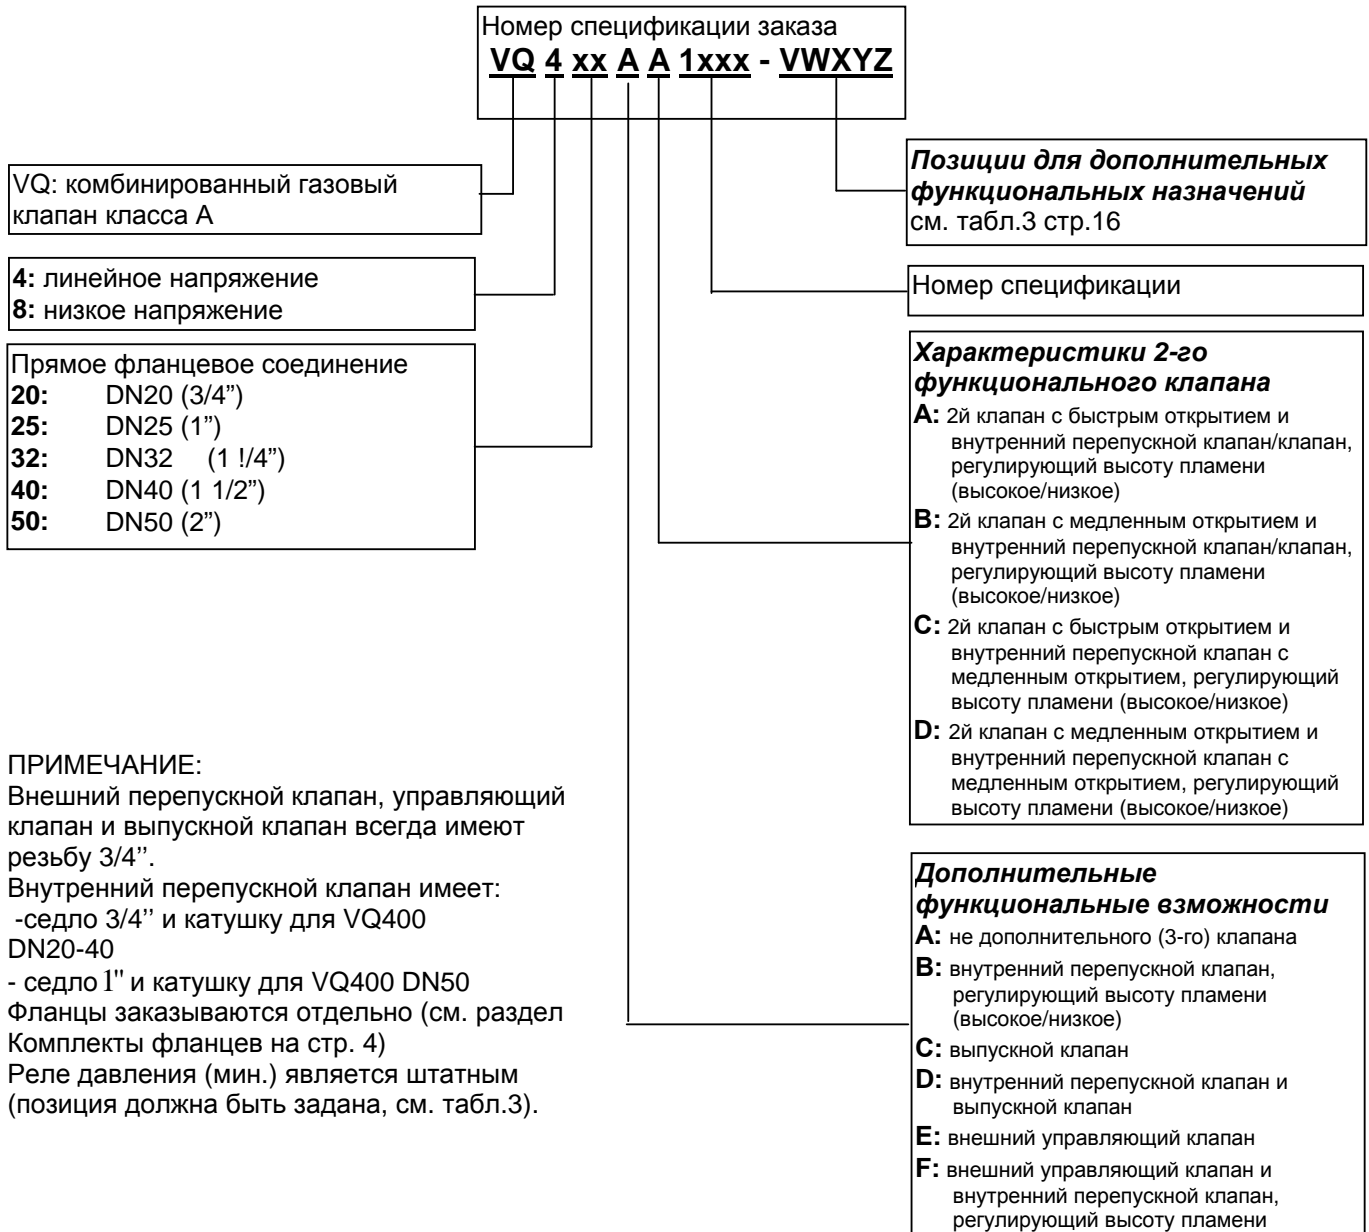 Номер спецификации заказа
VQ 4 xx A A 1xxx - VWXYZ
VQ: комбинированный газовый
клапан класса А
4: линейное напряжение
8: низкое напряжение
Прямое фланцевое соединение
20: DN20 (3/4”)
25: DN25 (1”)
32: DN32 (1 !/4”)
40: DN40 (1 1/2”)
50: DN50 (2”)
ПРИМЕЧАНИЕ:
Внешний перепускной клапан, управляющий
клапан и выпускной клапан всегда имеют
резьбу 3/4’’.
Внутренний перепускной клапан имеет:
-седло 3/4’’ и катушку для VQ400
DN20-40
- седло 1" и катушку для VQ400 DN50
Фланцы заказываются отдельно (см. раздел
Комплекты фланцев на стр. 4)
Реле давления (мин.) является штатным
(позиция должна быть задана, см. табл.3).
Позиции для дополнительных
функциональных назначений
см. табл.3 стр.16
Номер спецификации
Характеристики 2-го
функционального клапана
A: 2й клапан с быстрым открытием и
внутренний перепускной клапан/клапан,
регулирующий высоту пламени
(высокое/низкое)
B: 2й клапан с медленным открытием и
внутренний перепускной клапан/клапан,
регулирующий высоту пламени
(высокое/низкое)
C: 2й клапан с быстрым открытием и
внутренний перепускной клапан с
медленным открытием, регулирующий
высоту пламени (высокое/низкое)
D: 2й клапан с медленным открытием и
внутренний перепускной клапан с
медленным открытием, регулирующий
высоту пламени (высокое/низкое)
Дополнительные
функциональные взможности
A: не дополнительного (3-го) клапана
B: внутренний перепускной клапан,
регулирующий высоту пламени
(высокое/низкое)
C: выпускной клапан
D: внутренний перепускной клапан и
выпускной клапан
E: внешний управляющий клапан
F: внешний управляющий клапан и
внутренний перепускной клапан,
регулирующий высоту пламени